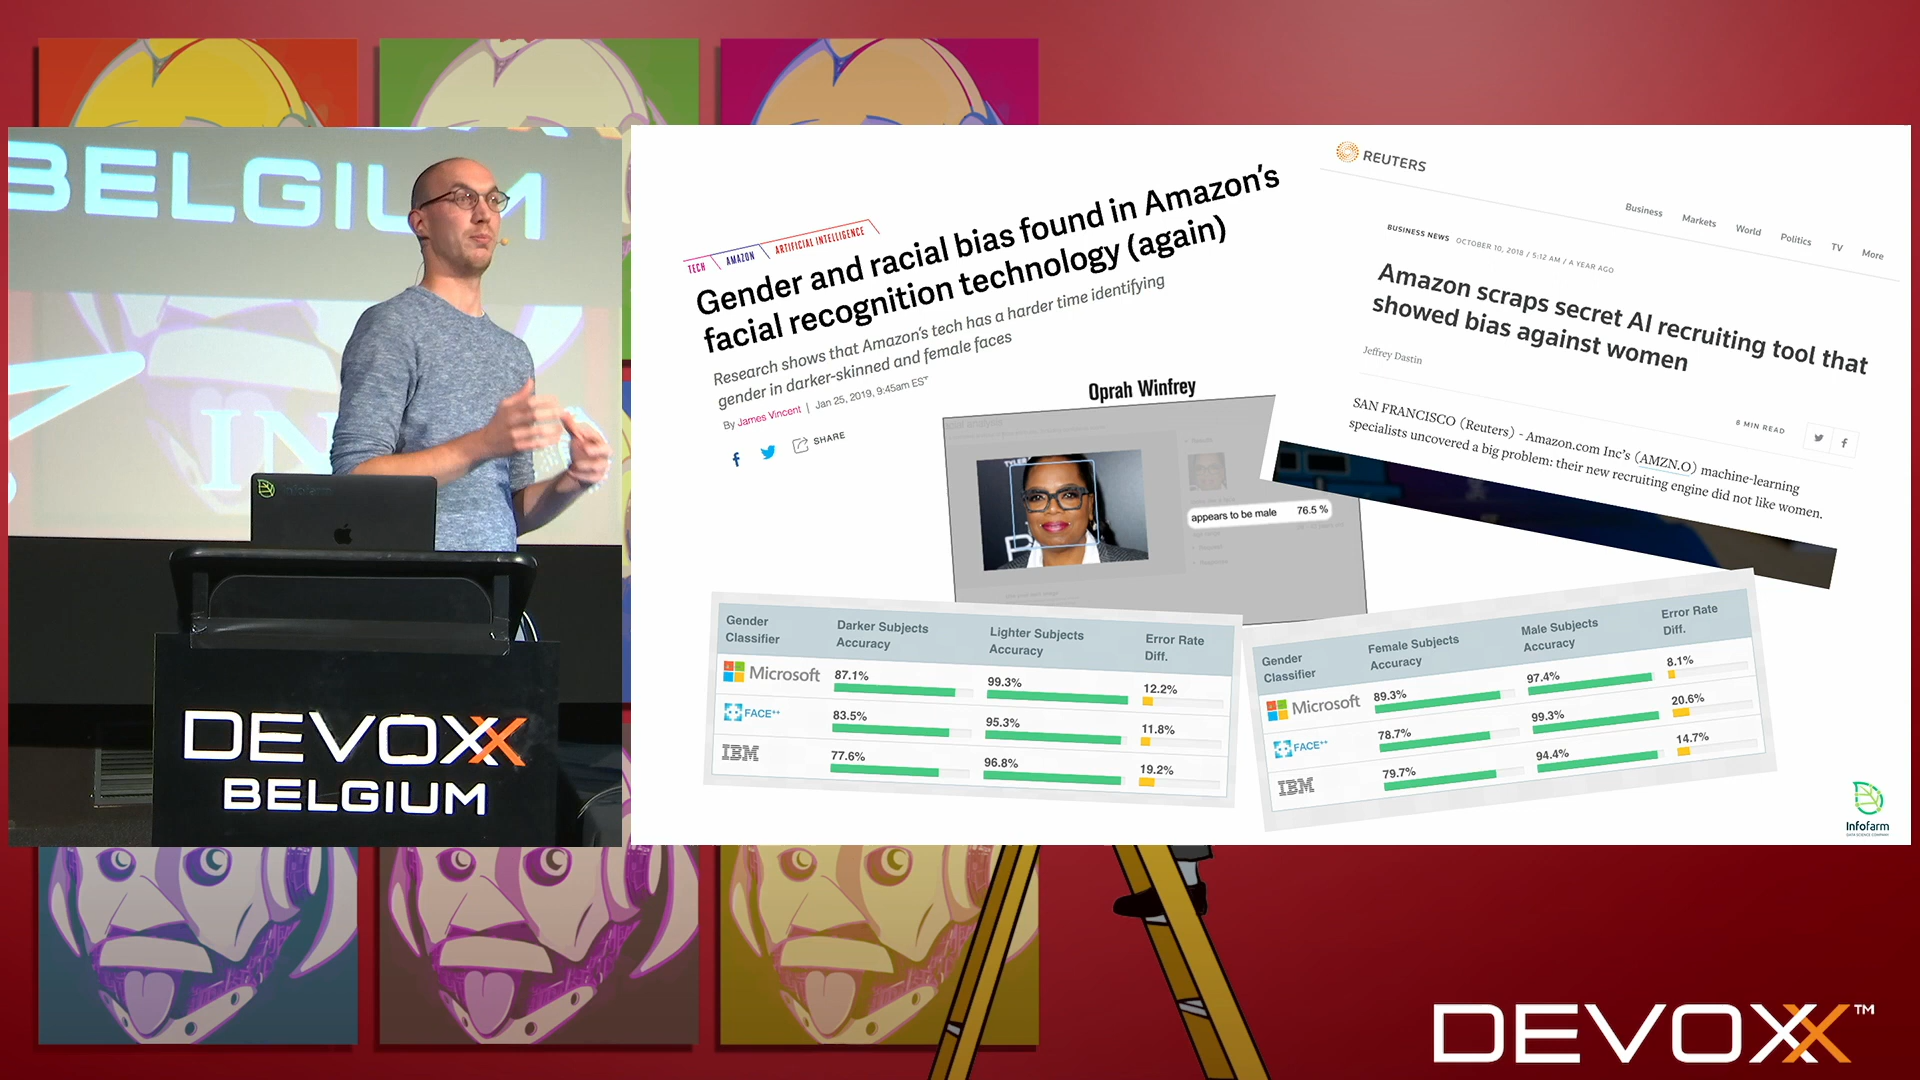 BELGIUM
IN
Infofarm
DEVOXX
BELGIUM
TECH
AMAZON
ARTIFICIAL INTELLIGENCE
Gender and racial bias found in Amazon's
facial recognition technology (again)
Research shows that Amazon's tech has a harder time identifying
gender in darker-skinned and female faces
By James Vincent | Jan 25, 2019, 9:45am EST
SHARE
REUTERS
Business Markets World Politics TV More
BUSINESS NEWS OCTOBER 10, 2018 / 5:12 AM / A YEAR AGO
Amazon scraps secret AI recruiting tool that
showed bias against women
Jeffrey Dastin
8 MIN READ
SAN FRANCISCO (Reuters) - Amazon.com Inc's (AMZN.O) machine-learning
specialists uncovered a big problem: their new recruiting engine did not like women.
Oprah Winfrey
appears to be male 76.5 %
Gender
Classifier
Darker Subjects
Accuracy
Lighter Subjects
Accuracy
Error Rate
Diff.
Microsoft 87.1% 99.3% 12.2%
FACE++ 83.5% 95.3% 11.8%
IBM 77.6% 96.8% 19.2%
Gender
Classifier
Female Subjects
Accuracy
Male Subjects
Accuracy
Error Rate
Diff.
Microsoft 89.3% 97.4% 8.1%
FACE++ 78.7% 99.3% 20.6%
IBM 79.7% 94.4% 14.7%
Infofarm
DATA SCIENCE COMPANY
DEVOXX™